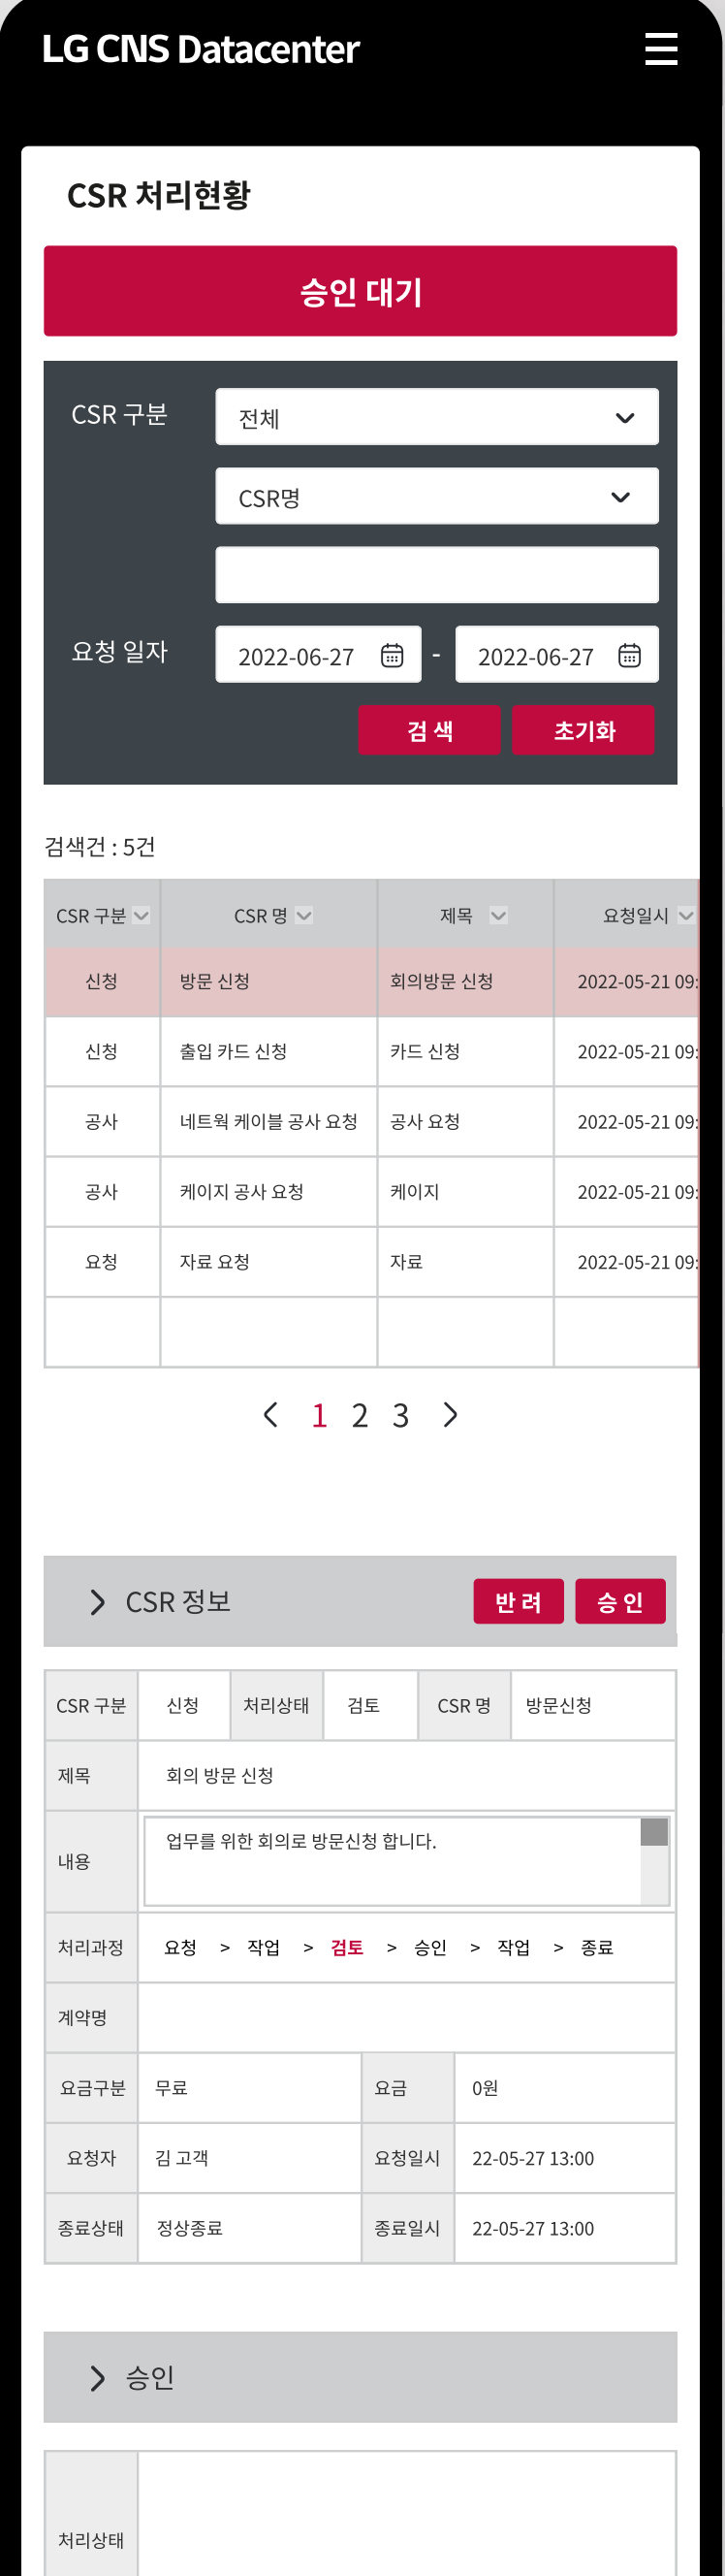 LG CNS Datacenter
CSR 처리현황
승인 대기
CSR 구분
전체
CSR명
요청 일자
2022-06-27 - 2022-06-27
검 색 초기화
검색건 : 5건
CSR 구분 CSR 명 제목 요청일시
신청 방문 신청 회의방문 신청 2022-05-21 09:
신청 출입 카드 신청 카드 신청 2022-05-21 09:
공사 네트웍 케이블 공사 요청 공사 요청 2022-05-21 09:
공사 케이지 공사 요청 케이지 2022-05-21 09:
요청 자료 요청 자료 2022-05-21 09:
1 2 3
CSR 정보 반 려 승 인
CSR 구분 신청 처리상태 검토 CSR 명 방문신청
제목 회의 방문 신청
내용 업무를 위한 회의로 방문신청 합니다.
처리과정 요청 > 작업 > 검토 > 승인 > 작업 > 종료
계약명
요금구분 무료 요금 0원
요청자 김 고객 요청일시 22-05-27 13:00
종료상태 정상종료 종료일시 22-05-27 13:00
승인
처리상태